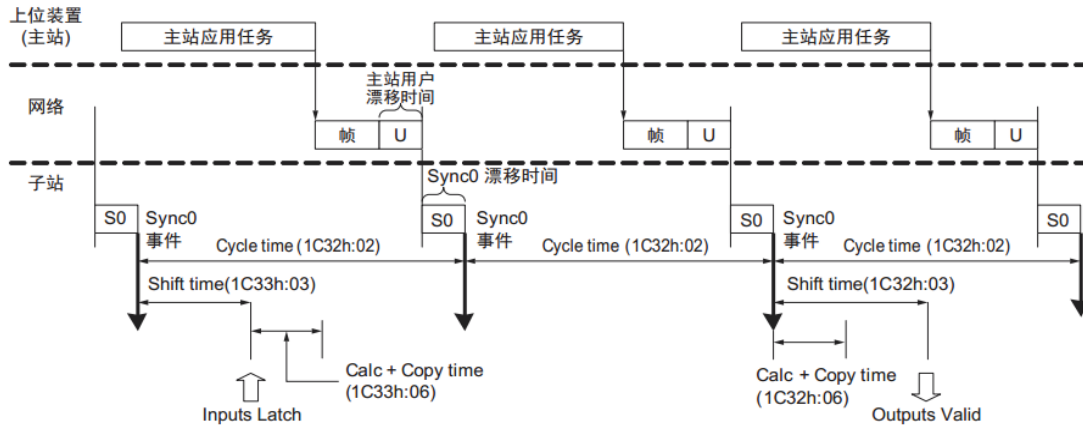 上位装置
(主站)
主站应用任务
主站应用任务
主站应用任务
网络
主站用户
漂移时间
帧
U
帧
U
帧
U
子站
Sync0 漂移时间
S0
Sync0
事件
S0
Sync0
事件
S0
Sync0
事件
S0
Cycle time (1C32h:02)
Cycle time (1C32h:02)
Cycle time (1C32h:02)
Shift time(1C33h:03)
Shift time(1C32h:03)
Calc + Copy time
(1C33h:06)
Calc + Copy time
(1C32h:06)
Inputs Latch
Outputs Valid